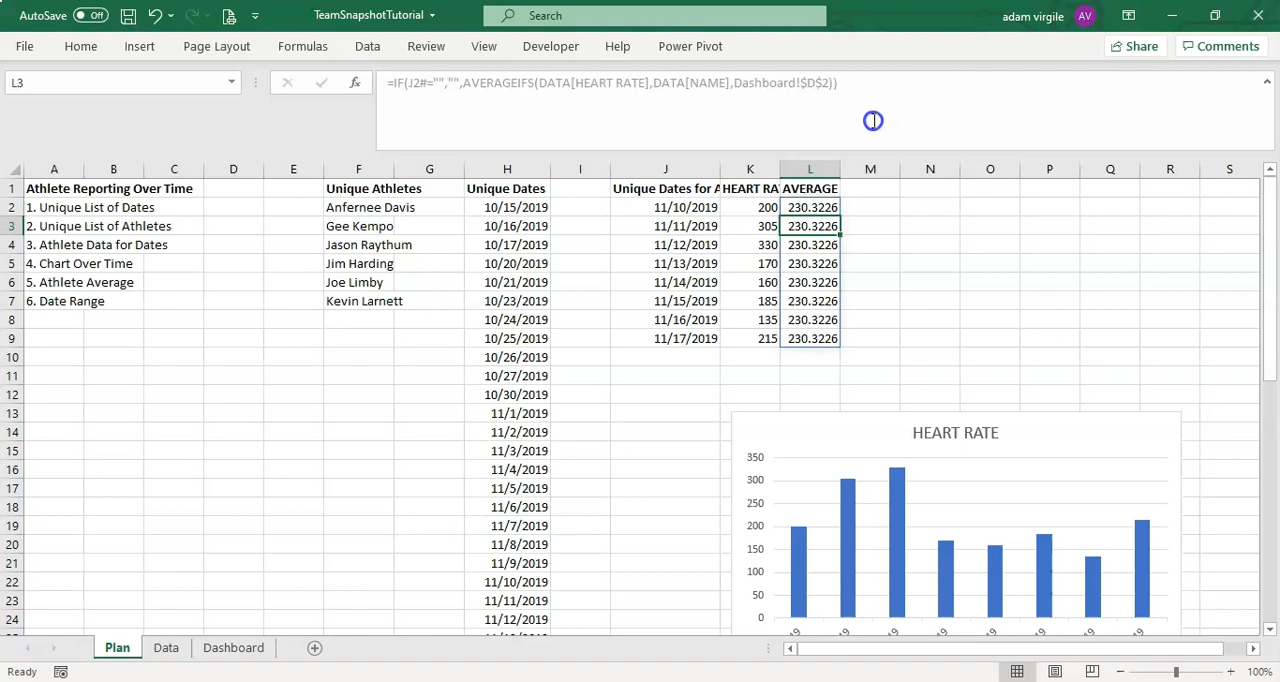 AutoSave Off TeamSnapshotTutorial Search adam virgile AV
File Home Insert Page Layout Formulas Data Review View Developer Help Power Pivot Share Comments
L3 fx =IF(J2#="","",AVERAGEIFS(DATA[HEART RATE],DATA[NAME],Dashboard!$D$2))
A B C D E F G H I J K L M N O P Q R S
1 Athlete Reporting Over Time Unique Athletes Unique Dates Unique Dates for A HEART RA AVERAGE
2 1. Unique List of Dates Anfernee Davis 10/15/2019 11/10/2019 200 230.3226
3 2. Unique List of Athletes Gee Kempo 10/16/2019 11/11/2019 305 230.3226
4 3. Athlete Data for Dates Jason Raythum 10/17/2019 11/12/2019 330 230.3226
5 4. Chart Over Time Jim Harding 10/20/2019 11/13/2019 170 230.3226
6 5. Athlete Average Joe Limby 10/21/2019 11/14/2019 160 230.3226
7 6. Date Range Kevin Larnett 10/23/2019 11/15/2019 185 230.3226
8 10/24/2019 11/16/2019 135 230.3226
9 10/25/2019 11/17/2019 215 230.3226
10 10/26/2019
11 10/27/2019
12 10/30/2019
13 11/1/2019
14 11/2/2019 HEART RATE
15 11/3/2019 350
16 11/4/2019 300
17 11/5/2019 250
18 11/6/2019 200
19 11/7/2019
20 11/8/2019 150
21 11/9/2019 100
22 11/10/2019
23 11/11/2019 50
24 11/12/2019 0
Plan Data Dashboard
Ready 100%